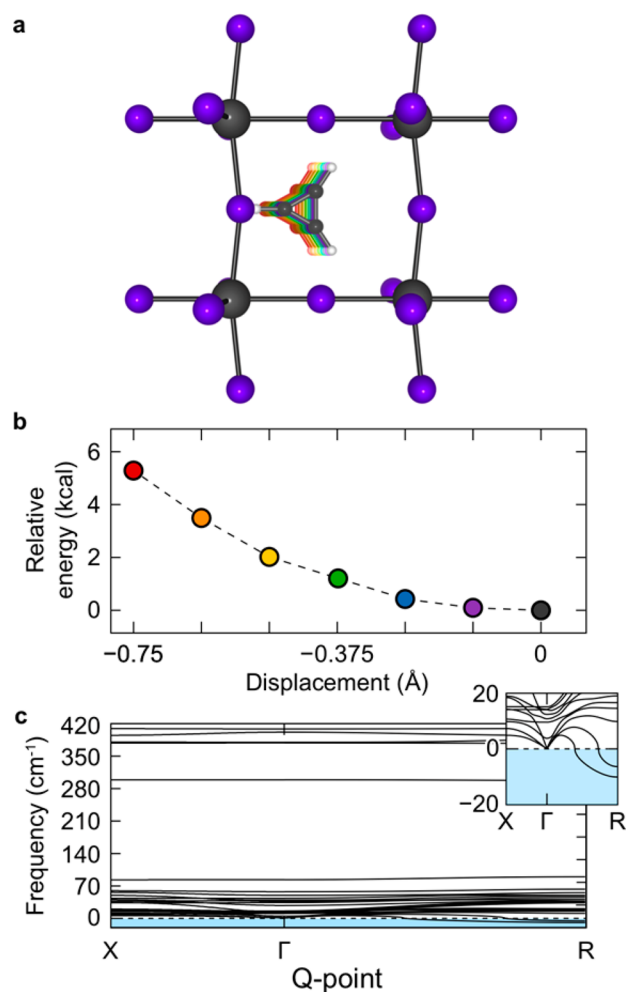 a
b
Relative
energy (kcal)
6
4
2
0
−0.75
−0.375
0
Displacement (Å)
c
Frequency (cm-1)
420
350
280
210
140
70
0
X
Γ
R
Q-point
20
0
−20
X
Γ
R